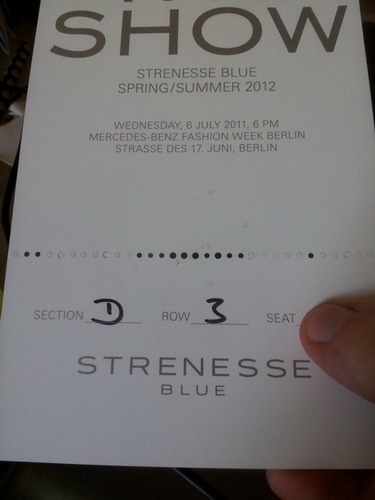 SHOW
STRENESSE BLUE
SPRING/SUMMER 2012
WEDNESDAY, 6 JULY 2011, 6 PM
MERCEDES-BENZ FASHION WEEK BERLIN
STRASSE DES 17. JUNI, BERLIN
SECTION D ROW 3 SEAT
STRENESSE
BLUE